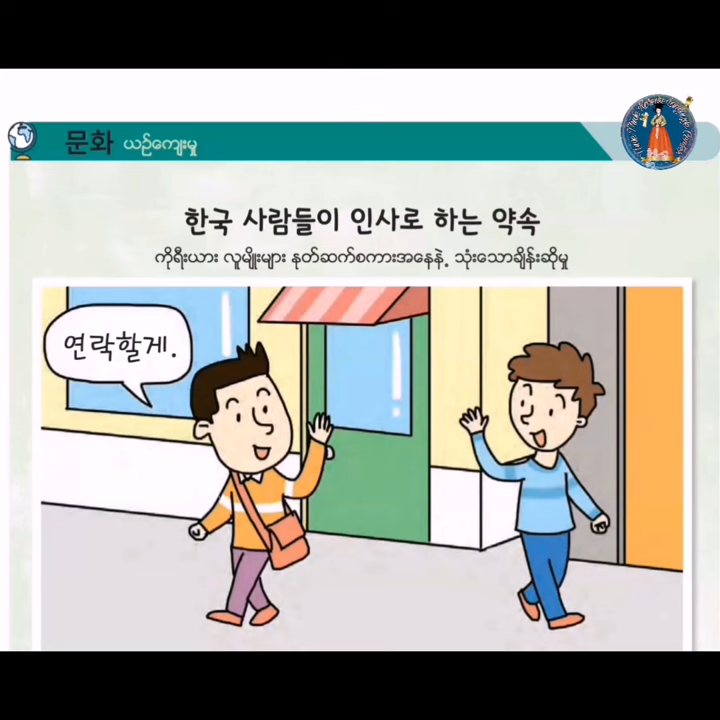 문화 ယဉ်ကျေးမှု
한국 사람들이 인사로 하는 약속
ကိုရီးယား လူမျိုးများ နှုတ်ဆက်စကားအနေနဲ့ သုံးသောချိန်းဆိုမှု
연락할게.